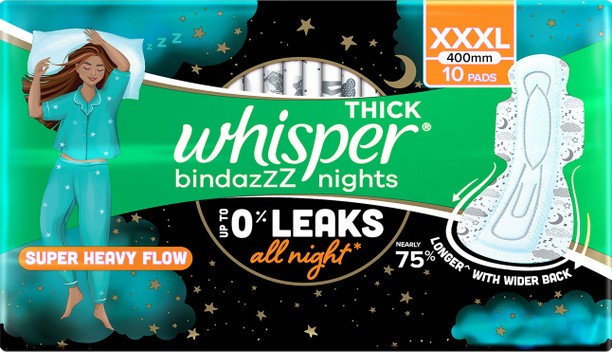 z z z
XXXL
400mm
10 PADS
THICK
whisper®
bindazZZ nights
UP TO 0% LEAKS
all night*
SUPER HEAVY FLOW
NEARLY
75%
LONGER^ WITH WIDER BACK